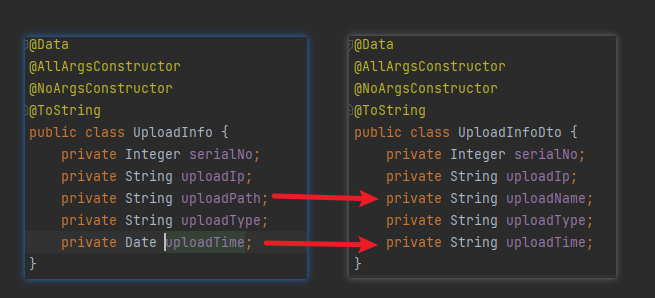 @Data
@AllArgsConstructor
@NoArgsConstructor
@ToString
public class UploadInfo {
    private Integer serialNo;
    private String uploadIp;
    private String uploadPath;
    private String uploadType;
    private Date uploadTime;
}
@Data
@AllArgsConstructor
@NoArgsConstructor
@ToString
public class UploadInfoDto {
    private Integer serialNo;
    private String uploadIp;
    private String uploadName;
    private String uploadType;
    private String uploadTime;
}